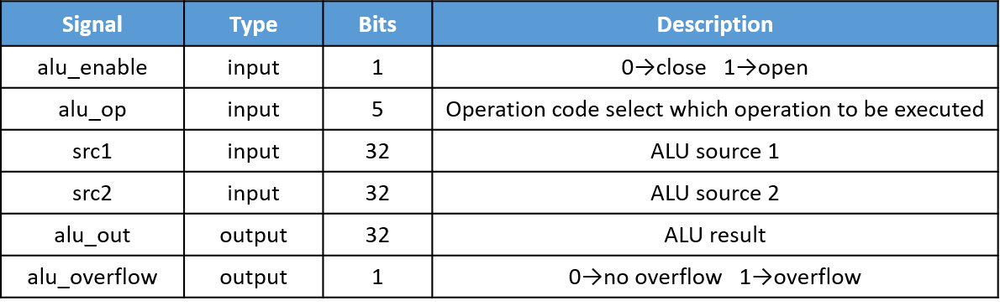 Signal Type Bits Description
alu_enable input 1 0→close 1→open
alu_op input 5 Operation code select which operation to be executed
src1 input 32 ALU source 1
src2 input 32 ALU source 2
alu_out output 32 ALU result
alu_overflow output 1 0→no overflow 1→overflow